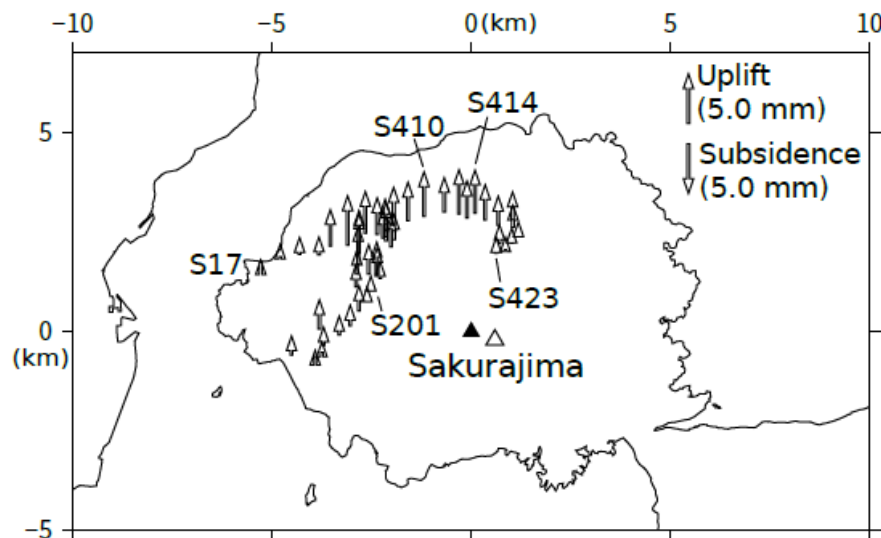 (km)
−10 −5 0 5 10
Uplift
(5.0 mm)
Subsidence
(5.0 mm)
S414
S410
5
S17
S423
S201
0
(km)
Sakurajima
−5